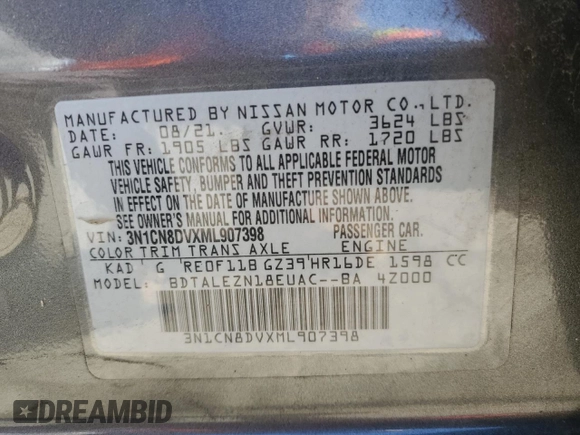 MANUFACTURED BY NISSAN MOTOR CO.,LTD.
DATE: 08/21 GVWR: 3624 LBS
GAWR FR: 1905 LBS GAWR RR: 1720 LBS
THIS VEHICLE CONFORMS TO ALL APPLICABLE FEDERAL MOTOR
VEHICLE SAFETY, BUMPER AND THEFT PREVENTION STANDARDS
IN EFFECT ON THE DATE OF MANUFACTURE SHOWN ABOVE.
SEE OWNER'S MANUAL FOR ADDITIONAL INFORMATION.
VIN: 3N1CN8DVXML907398 PASSENGER CAR.
COLOR TRIM TRANS AXLE ENGINE
KAD G RE0F11B GZ39 HR16DE 1598 CC
MODEL: BDTALEZN18EUAC--BA 4Z000
3N1CN8DVXML907398
DREAMBID